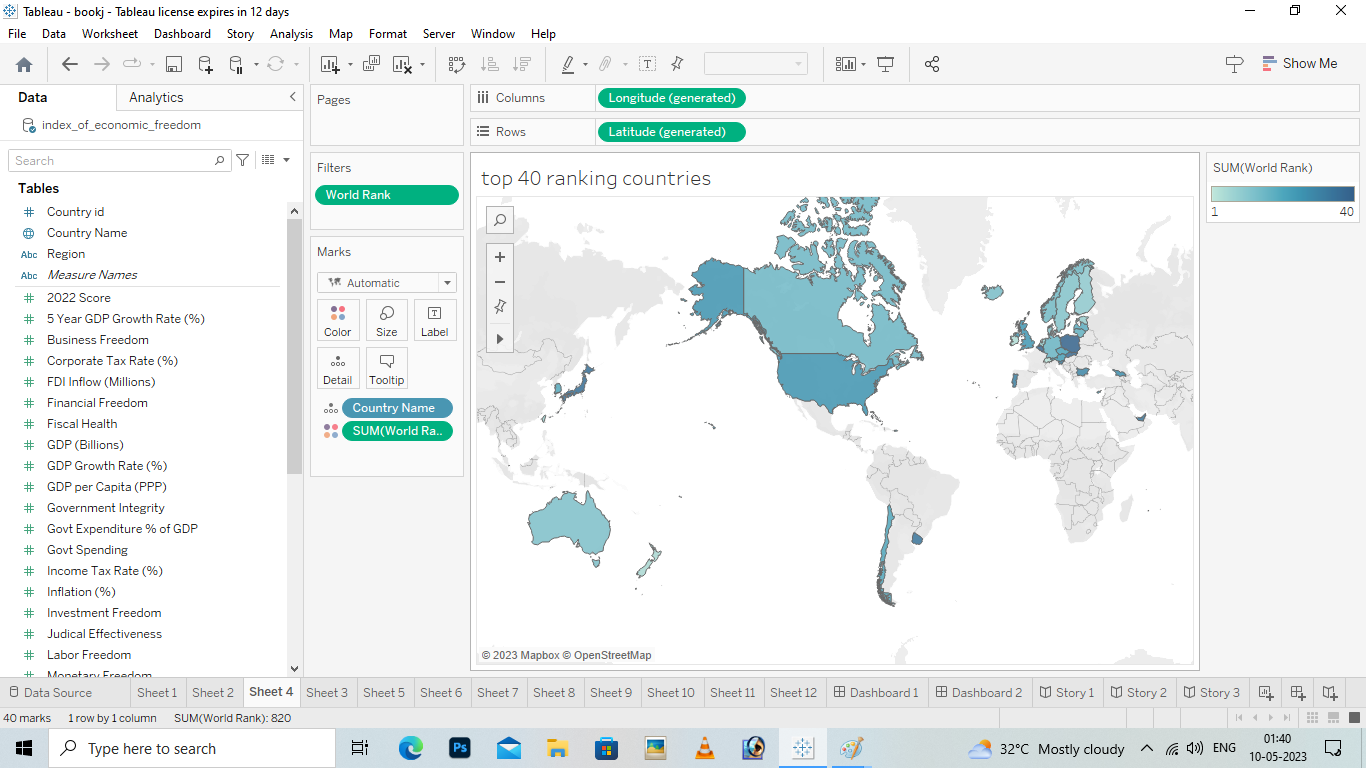 Tableau - bookj - Tableau license expires in 12 days
File Data Worksheet Dashboard Story Analysis Map Format Server Window Help
Show Me
Data Analytics
index_of_economic_freedom
Search
Tables
Country id
Country Name
Abc Region
Abc Measure Names
2022 Score
5 Year GDP Growth Rate (%)
Business Freedom
Corporate Tax Rate (%)
FDI Inflow (Millions)
Financial Freedom
Fiscal Health
GDP (Billions)
GDP Growth Rate (%)
GDP per Capita (PPP)
Government Integrity
Govt Expenditure % of GDP
Govt Spending
Income Tax Rate (%)
Inflation (%)
Investment Freedom
Judical Effectiveness
Labor Freedom
Monetary Freedom
Pages
Filters
World Rank
Marks
Automatic
Color Size Label
Detail Tooltip
Country Name
SUM(World Ra..
Columns Longitude (generated)
Rows Latitude (generated)
top 40 ranking countries
© 2023 Mapbox © OpenStreetMap
SUM(World Rank)
1 40
Data Source Sheet 1 Sheet 2 Sheet 4 Sheet 3 Sheet 5 Sheet 6 Sheet 7 Sheet 8 Sheet 9 Sheet 10 Sheet 11 Sheet 12 Dashboard 1 Dashboard 2 Story 1 Story 2 Story 3
40 marks 1 row by 1 column SUM(World Rank): 820
Type here to search
Ps
32°C Mostly cloudy
ENG
01:40
10-05-2023